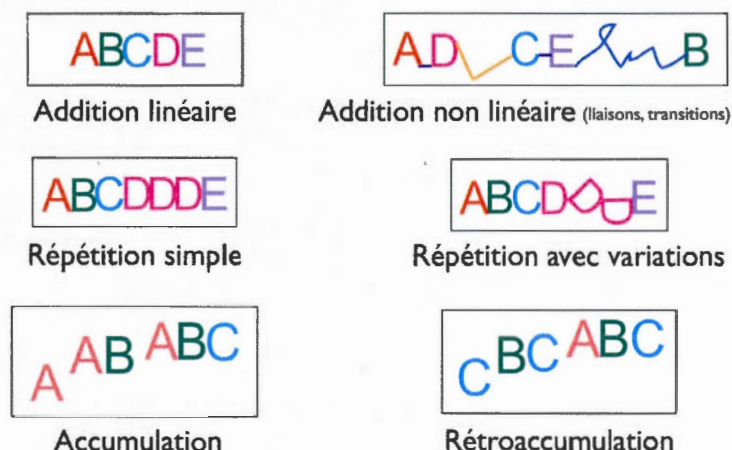 ABCDE
Addition linéaire
AD CE B
Addition non linéaire (liaisons, transitions)
ABCDDDE
Répétition simple
ABCDDDE
Répétition avec variations
A AB ABC
Accumulation
C BC ABC
Rétroaccumulation